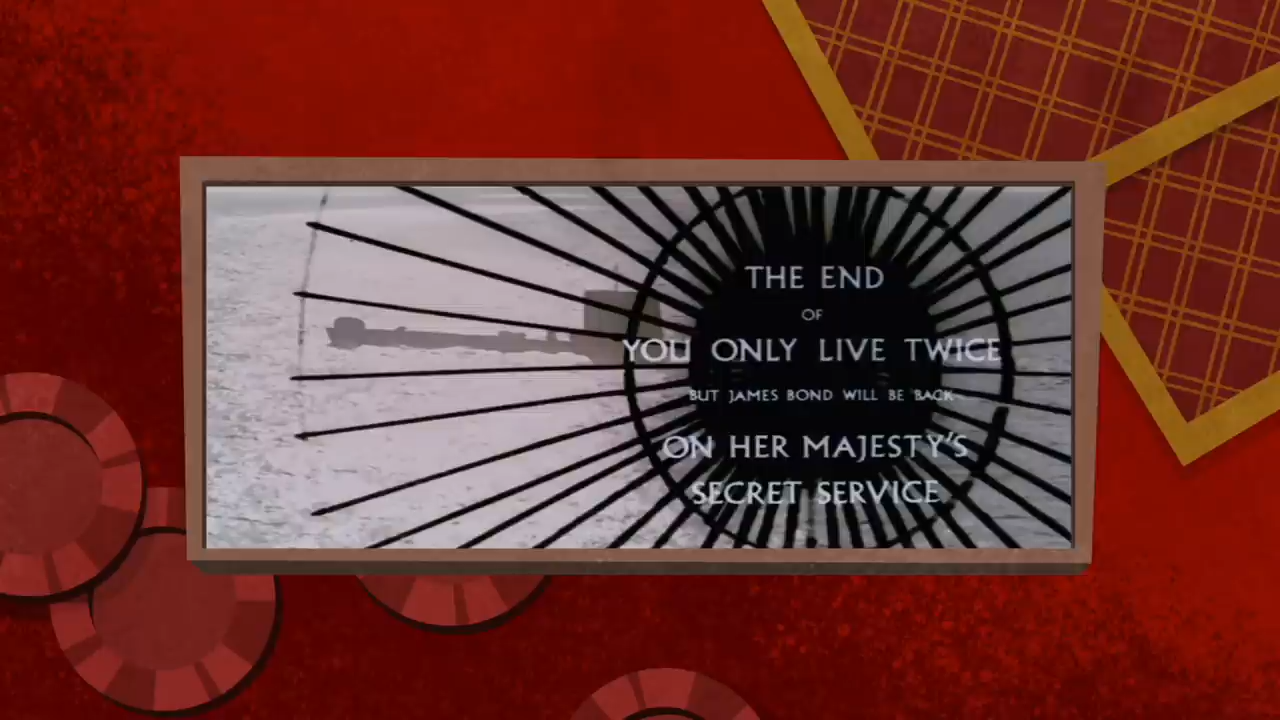 THE END
OF
YOU ONLY LIVE TWICE
BUT JAMES BOND WILL BE BACK
ON HER MAJESTY'S
SECRET SERVICE